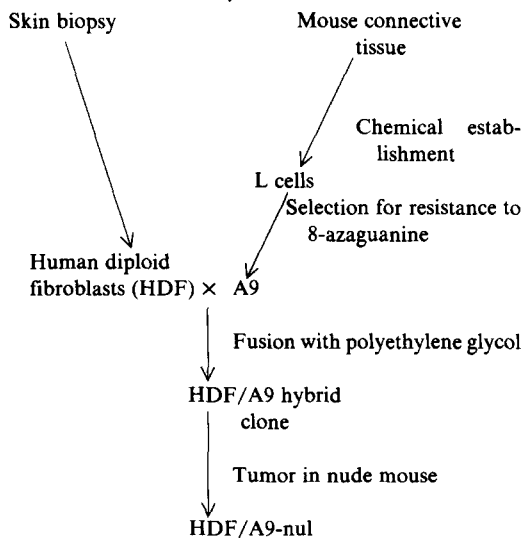 Skin biopsy
Mouse connective
tissue
Chemical estab-
lishment
L cells
Selection for resistance to
8-azaguanine
Human diploid
fibroblasts (HDF) × A9
Fusion with polyethylene glycol
HDF/A9 hybrid
clone
Tumor in nude mouse
HDF/A9-nul